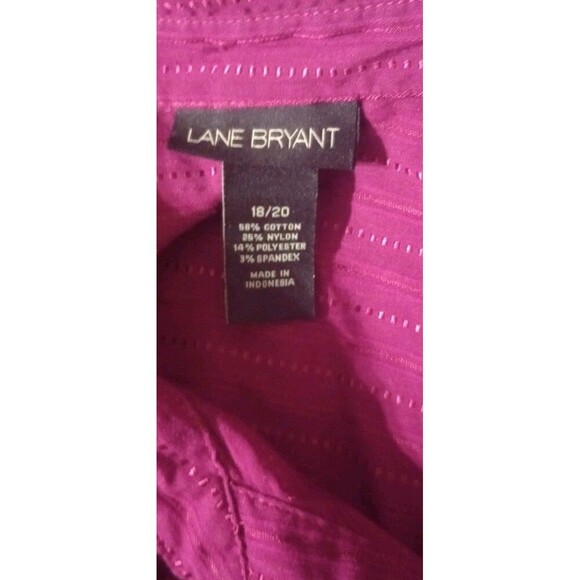 LANE BRYANT
18/20
58% COTTON
25% NYLON
14% POLYESTER
3% SPANDEX
MADE IN
INDONESIA